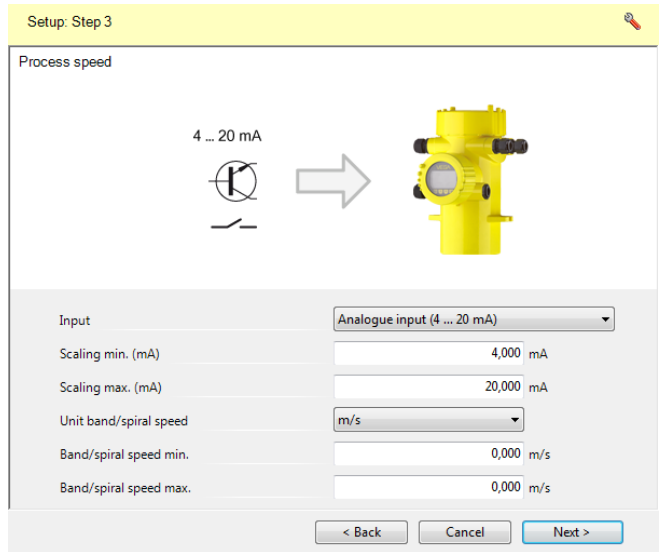 Setup: Step 3
Process speed
4 ... 20 mA
Input Analogue input (4 ... 20 mA)
Scaling min. (mA) 4,000 mA
Scaling max. (mA) 20,000 mA
Unit band/spiral speed m/s
Band/spiral speed min. 0,000 m/s
Band/spiral speed max. 0,000 m/s
< Back Cancel Next >